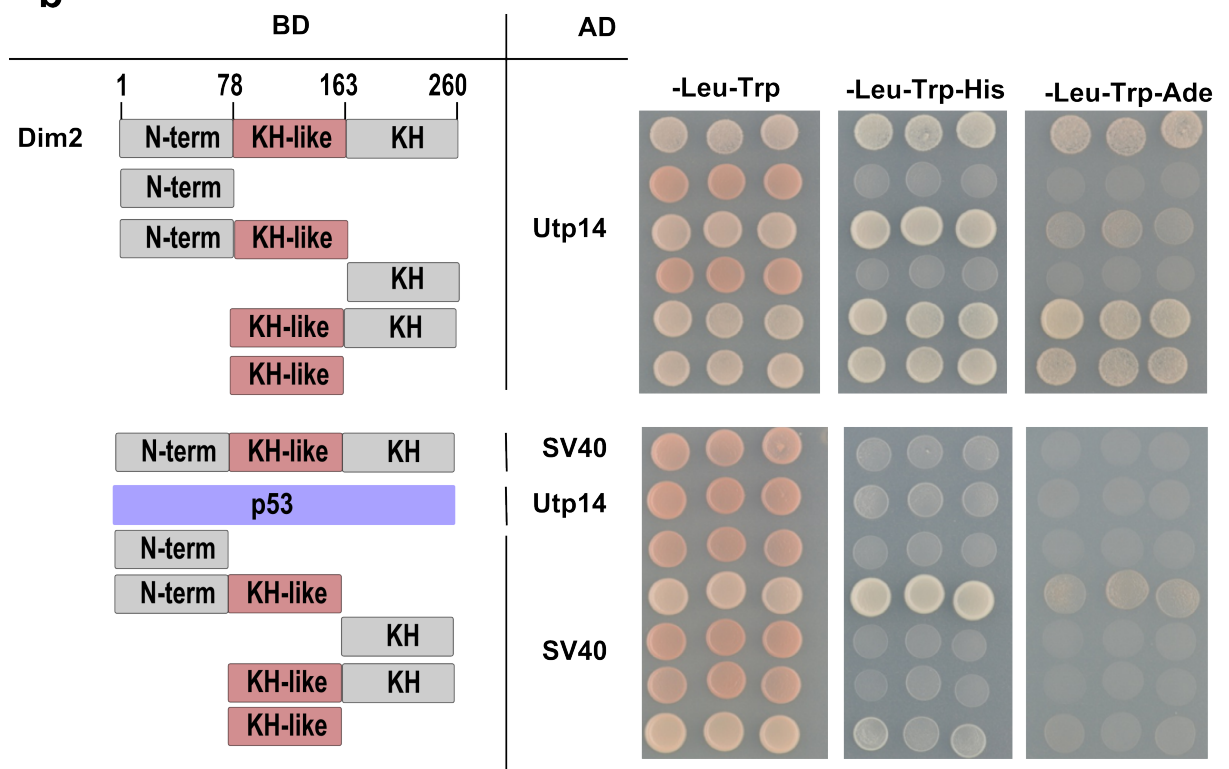 b
BD AD
1 78 163 260 -Leu-Trp -Leu-Trp-His -Leu-Trp-Ade
Dim2 N-term KH-like KH
N-term
N-term KH-like Utp14
KH
KH-like KH
KH-like
N-term KH-like KH SV40
p53 Utp14
N-term
N-term KH-like
KH
SV40
KH-like KH
KH-like